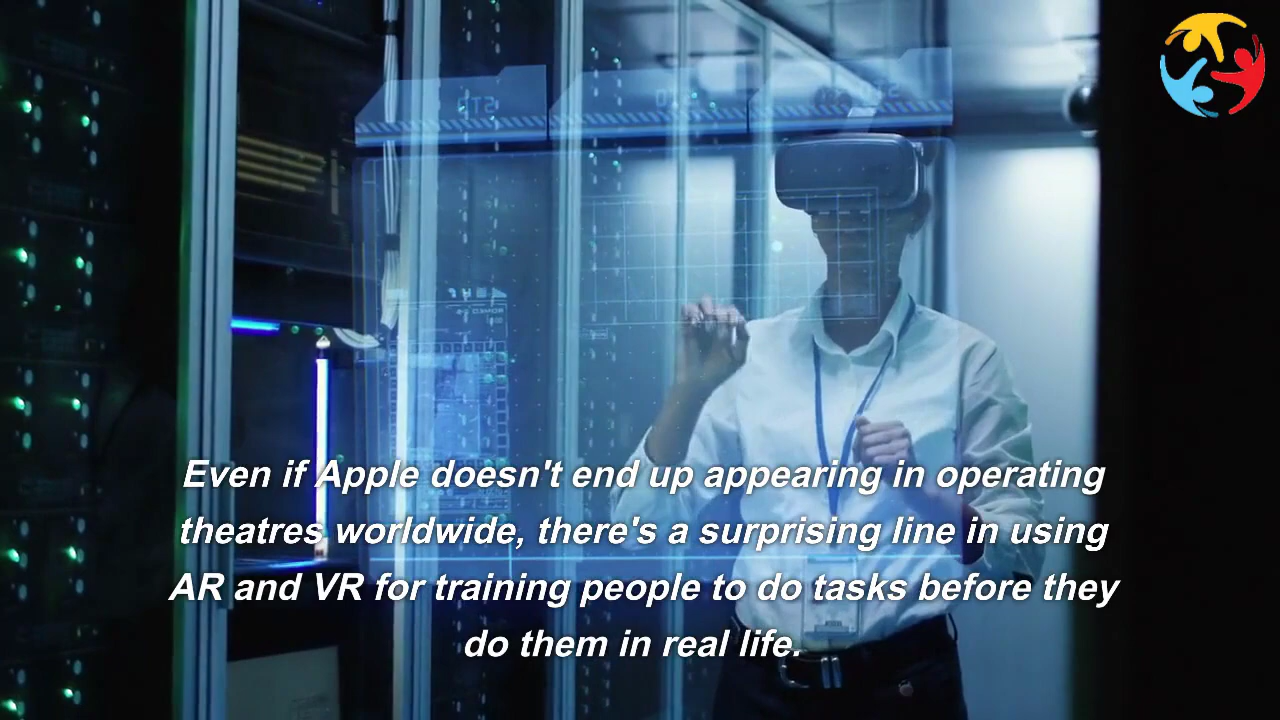 Even if Apple doesn't end up appearing in operating
theatres worldwide, there's a surprising line in using
AR and VR for training people to do tasks before they
do them in real life.